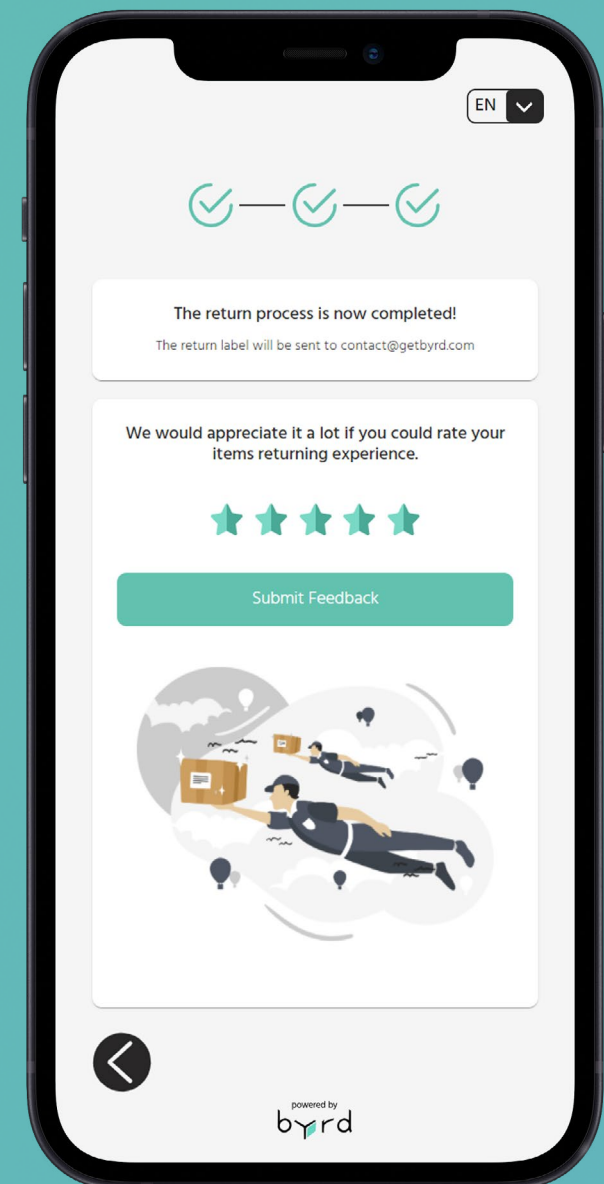 EN
The return process is now completed!
The return label will be sent to contact@getbyrd.com
We would appreciate it a lot if you could rate your
items returning experience.
Submit Feedback
powered by
byrd